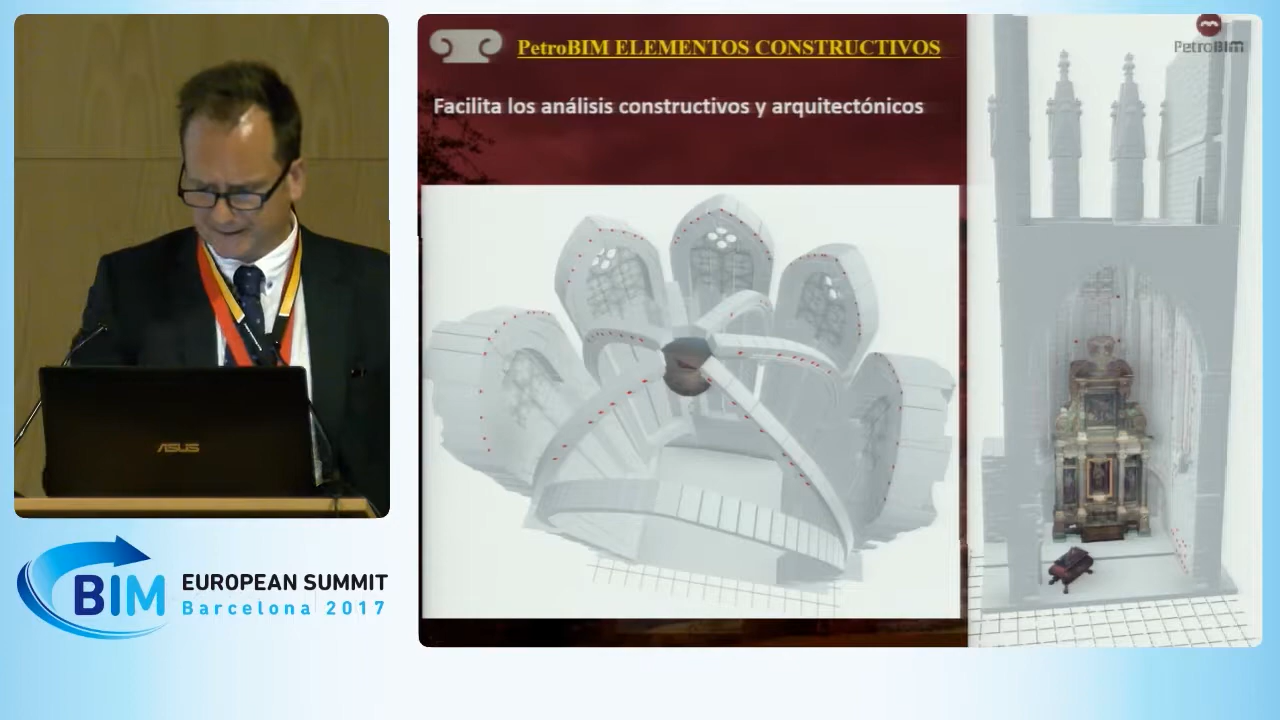 PetroBIM ELEMENTOS CONSTRUCTIVOS
Facilita los análisis constructivos y arquitectónicos
PetroBIM
ASUS
BIM EUROPEAN SUMMIT
Barcelona 2017